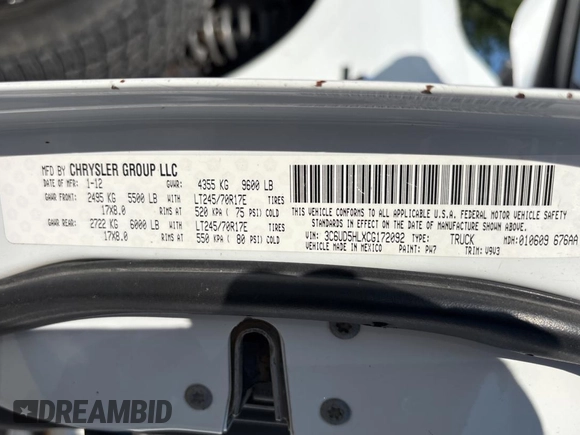 MFD BY CHRYSLER GROUP LLC
DATE OF MFR: 1-12 GVWR: 4355 KG 9600 LB
GAWR FRONT: 2495 KG 5500 LB LT245/70R17E TIRES
17X8.0 RIMS AT 520 KPA ( 75 PSI) COLD
GAWR REAR: 2722 KG 6000 LB LT245/70R17E TIRES
17X8.0 RIMS AT 550 KPA ( 80 PSI) COLD
THIS VEHICLE CONFORMS TO ALL APPLICABLE U.S.A. FEDERAL MOTOR VEHICLE SAFETY
STANDARDS IN EFFECT ON THE DATE OF MANUFACTURE SHOWN ABOVE.
VIN: 3C6UD5HLXCG172092 TYPE: TRUCK MDH: 010609 676AA
VEHICLE MADE IN MEXICO PAINT: PW7 TRIM: V9V3
DREAMBID